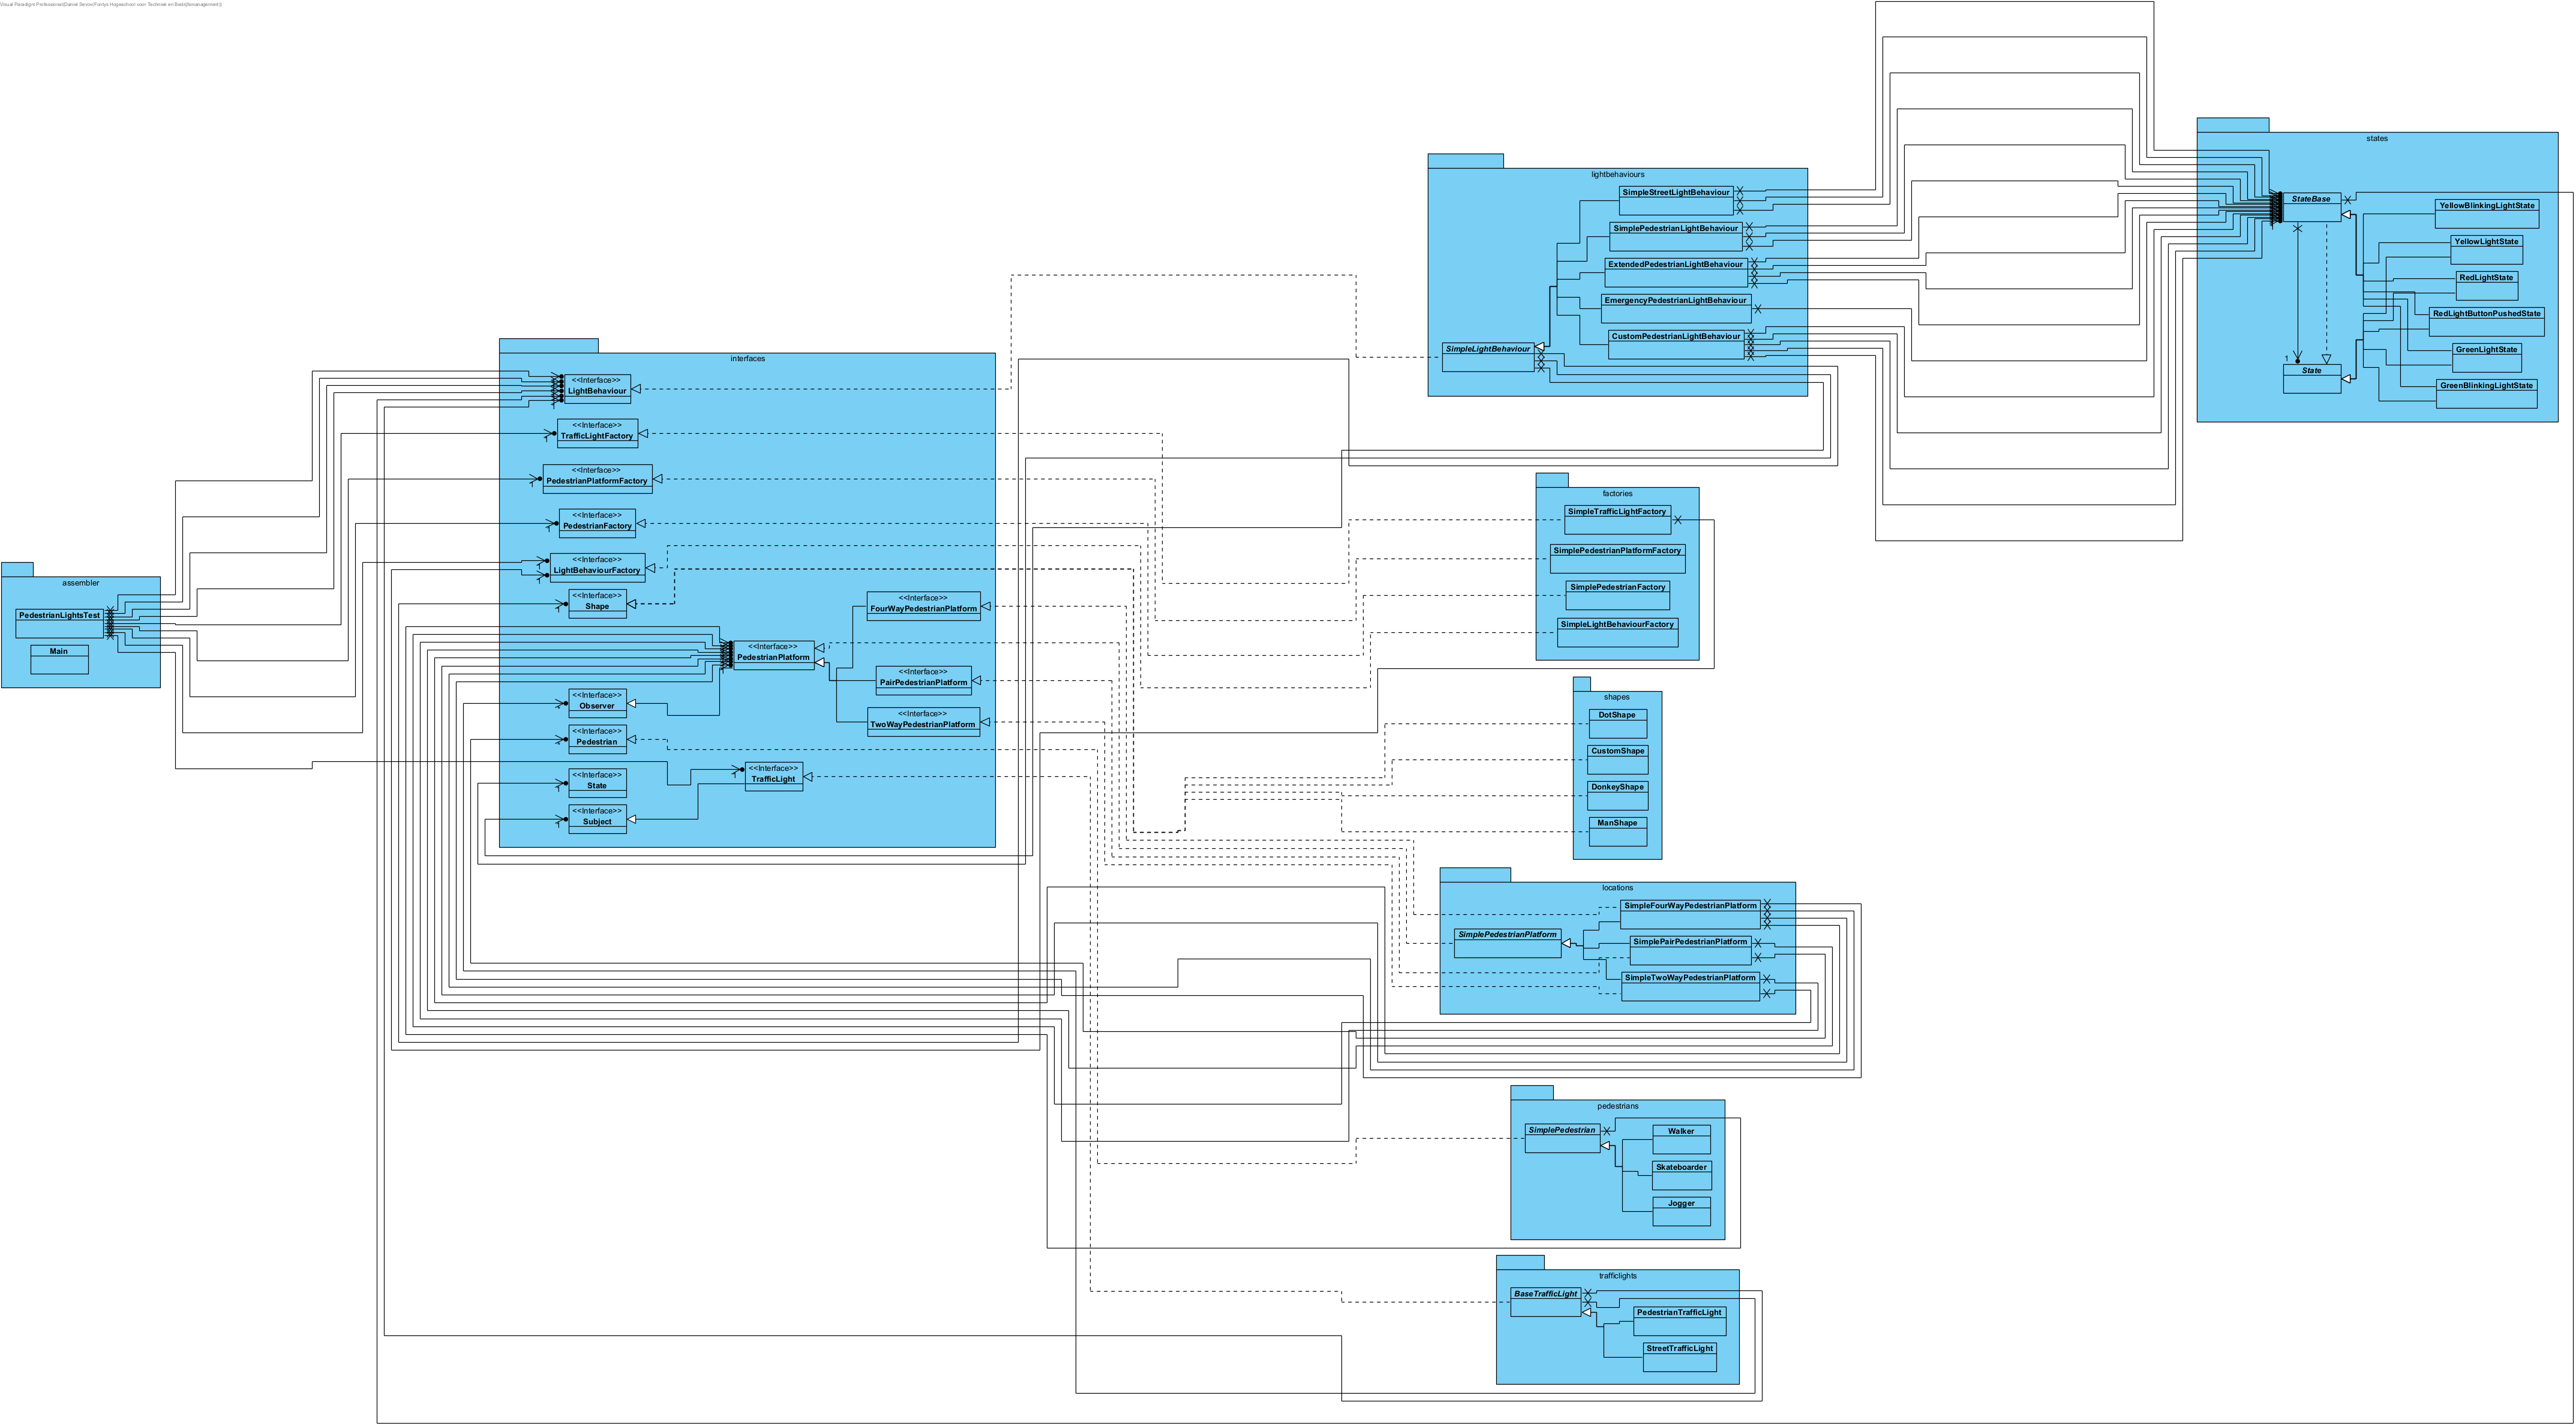 Visual Paradigm Professional(Daniel Servos(Fontys Hogeschool voor Techniek en Bedrijfsmanagement))
assembler
PedestrianLightsTest
Main
interfaces
<<Interface>>
LightBehaviour
<<Interface>>
TrafficLightFactory
<<Interface>>
PedestrianPlatformFactory
<<Interface>>
PedestrianFactory
<<Interface>>
LightBehaviourFactory
<<Interface>>
Shape
<<Interface>>
FourWayPedestrianPlatform
<<Interface>>
PedestrianPlatform
<<Interface>>
PairPedestrianPlatform
<<Interface>>
TwoWayPedestrianPlatform
<<Interface>>
Observer
<<Interface>>
Pedestrian
<<Interface>>
TrafficLight
<<Interface>>
State
<<Interface>>
Subject
lightbehaviours
SimpleStreetLightBehaviour
SimplePedestrianLightBehaviour
ExtendedPedestrianLightBehaviour
EmergencyPedestrianLightBehaviour
CustomPedestrianLightBehaviour
SimpleLightBehaviour
states
StateBase
YellowBlinkingLightState
YellowLightState
RedLightState
RedLightButtonPushedState
GreenLightState
GreenBlinkingLightState
1
State
factories
SimpleTrafficLightFactory
SimplePedestrianPlatformFactory
SimplePedestrianFactory
SimpleLightBehaviourFactory
shapes
DotShape
CustomShape
DonkeyShape
ManShape
locations
SimpleFourWayPedestrianPlatform
SimplePedestrianPlatform
SimplePairPedestrianPlatform
SimpleTwoWayPedestrianPlatform
pedestrians
SimplePedestrian
Walker
Skateboarder
Jogger
trafficlights
BaseTrafficLight
PedestrianTrafficLight
StreetTrafficLight